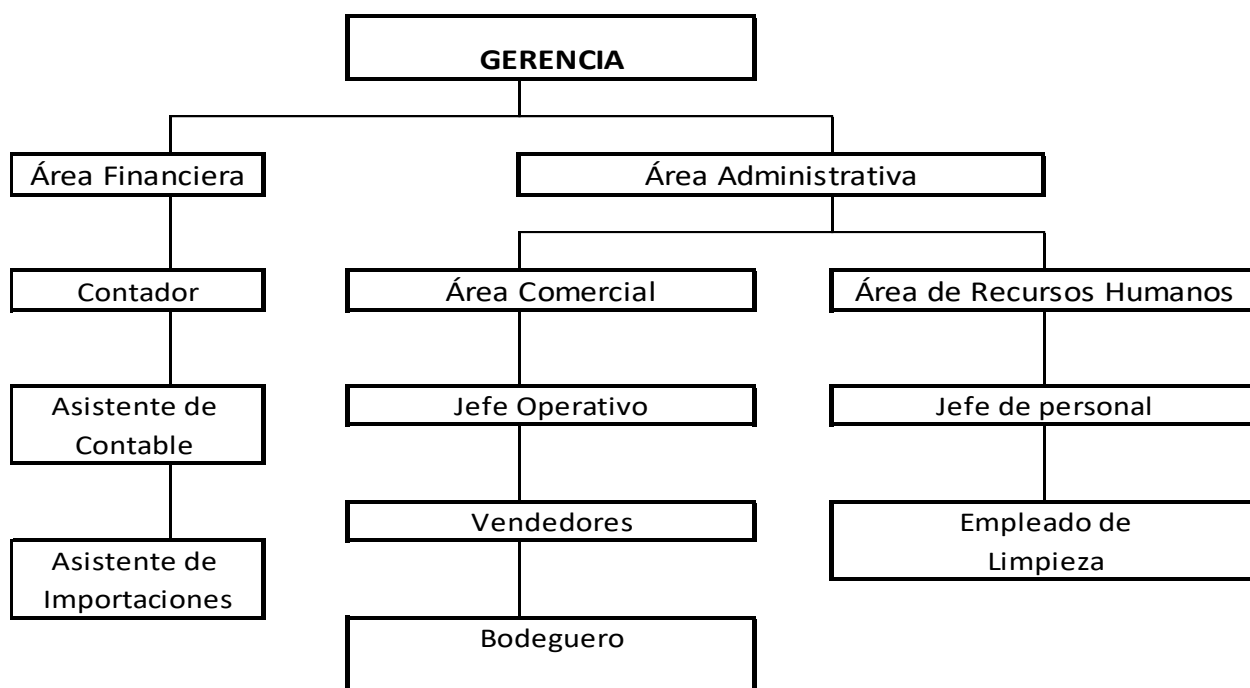 GERENCIA
Área Financiera
Área Administrativa
Contador
Área Comercial
Área de Recursos Humanos
Asistente de
Contable
Jefe Operativo
Jefe de personal
Vendedores
Empleado de
Limpieza
Asistente de
Importaciones
Bodeguero